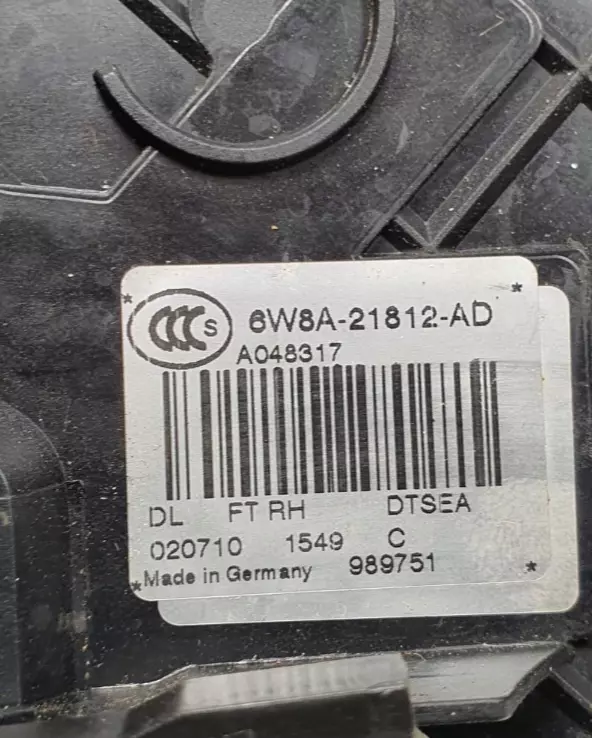 CCC S 6W8A-21812-AD
A048317
DL FT RH DTSEA
020710 1549 C
Made in Germany 989751